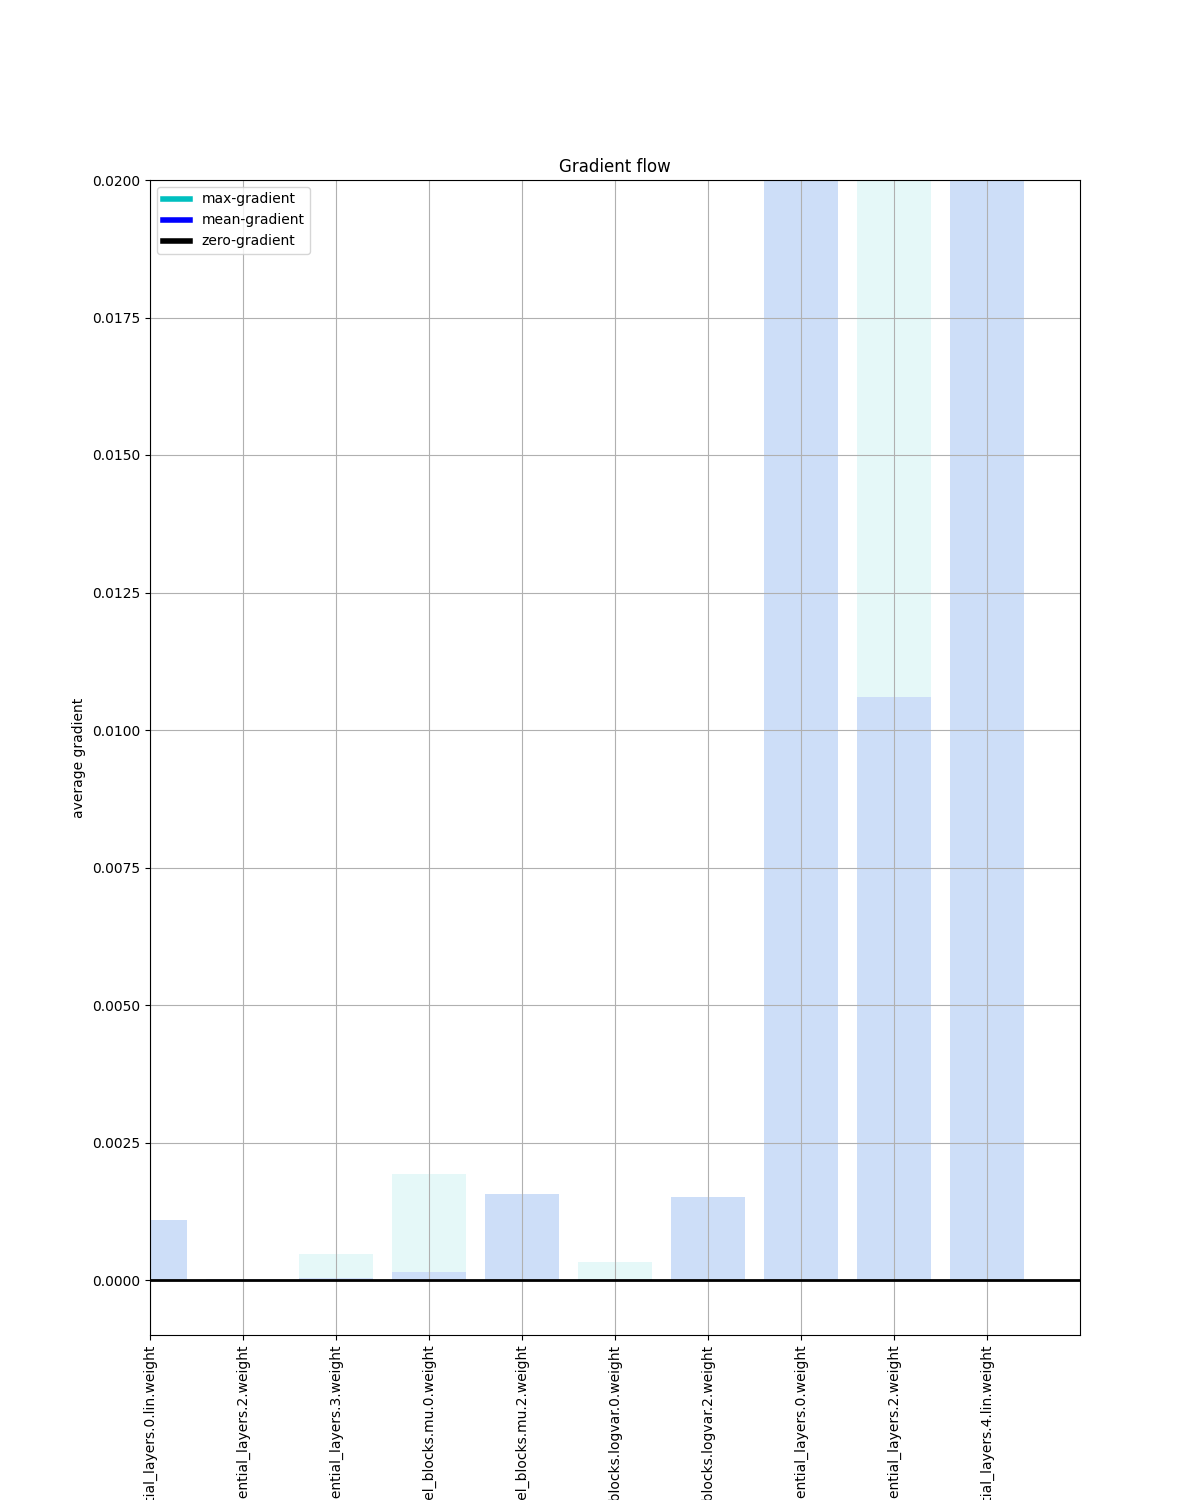 Gradient flow
max-gradient
mean-gradient
zero-gradient
0.0200
0.0175
0.0150
0.0125
0.0100
0.0075
0.0050
0.0025
0.0000
average gradient
tial_layers.0.lin.weight
ential_layers.2.weight
ential_layers.3.weight
el_blocks.mu.0.weight
el_blocks.mu.2.weight
blocks.logvar.0.weight
blocks.logvar.2.weight
ential_layers.0.weight
ential_layers.2.weight
tial_layers.4.lin.weight